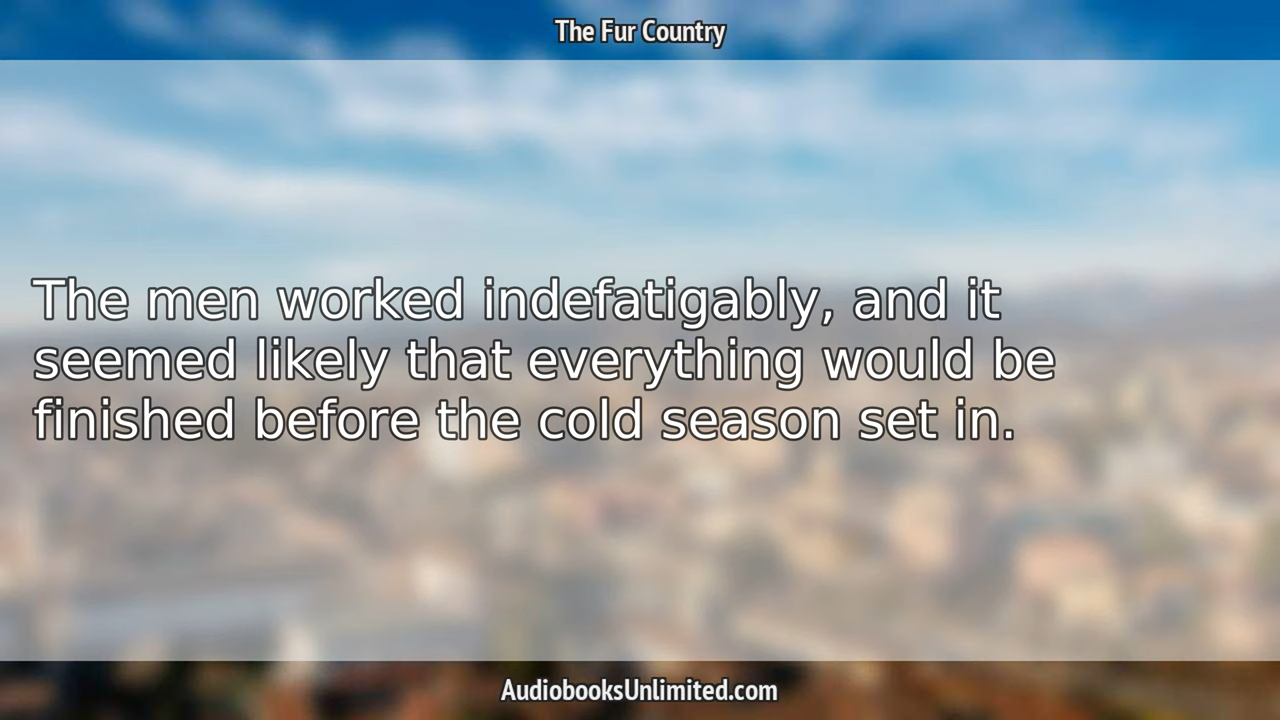 The Fur Country
The men worked indefatigably, and it
seemed likely that everything would be
finished before the cold season set in.
AudiobooksUnlimited.com